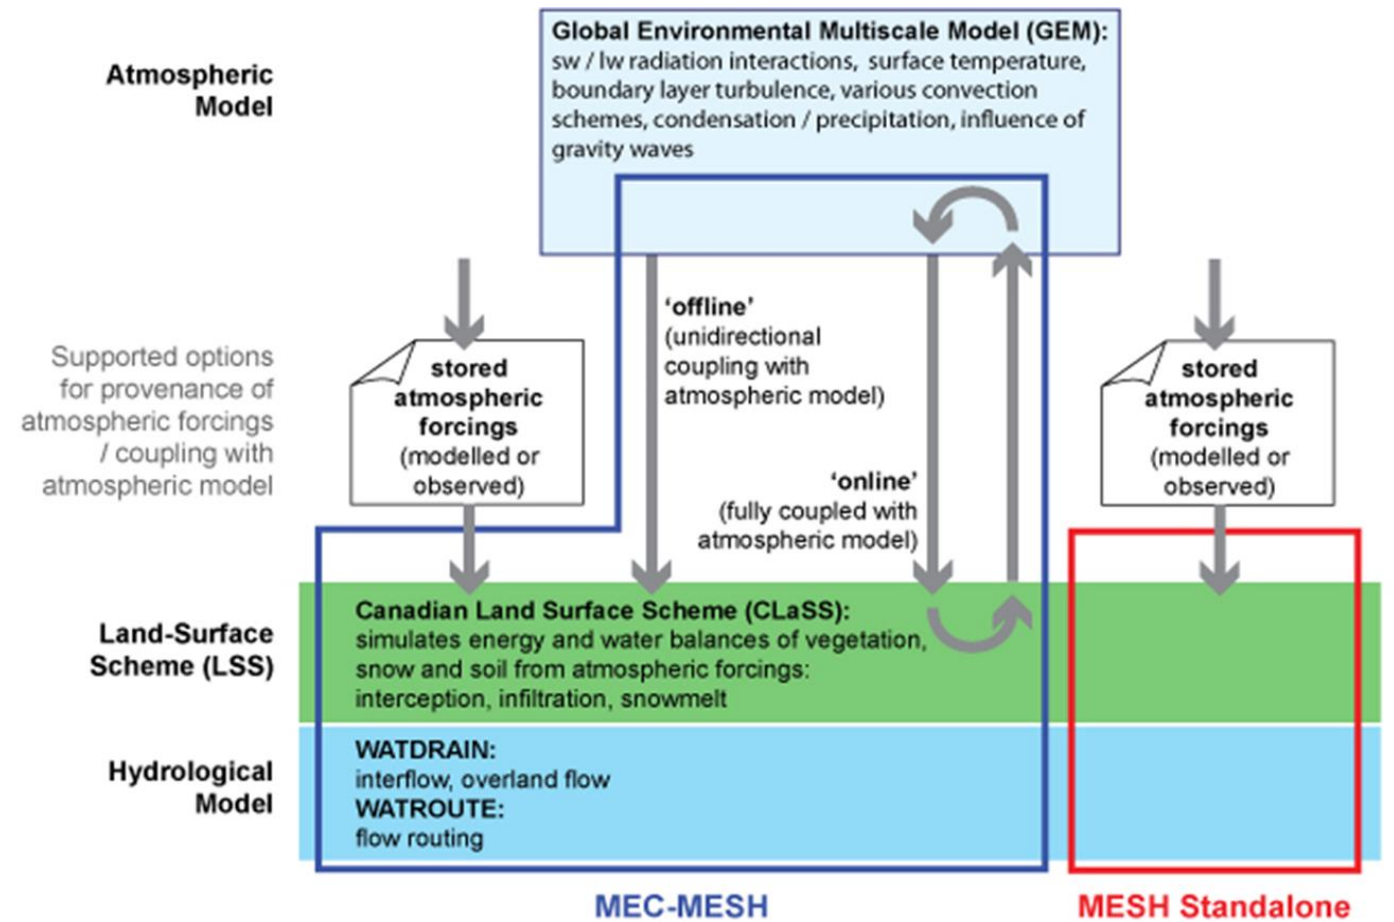 Atmospheric
Model
Global Environmental Multiscale Model (GEM):
sw / lw radiation interactions, surface temperature,
boundary layer turbulence, various convection
schemes, condensation / precipitation, influence of
gravity waves
Supported options
for provenance of
atmospheric forcings
/ coupling with
atmospheric model
stored
atmospheric
forcings
(modelled or
observed)
‘offline’
(unidirectional
coupling with
atmospheric model)
‘online’
(fully coupled with
atmospheric model)
stored
atmospheric
forcings
(modelled or
observed)
Land-Surface
Scheme (LSS)
Canadian Land Surface Scheme (CLaSS):
simulates energy and water balances of vegetation,
snow and soil from atmospheric forcings:
interception, infiltration, snowmelt
Hydrological
Model
WATDRAIN:
interflow, overland flow
WATROUTE:
flow routing
MEC-MESH
MESH Standalone